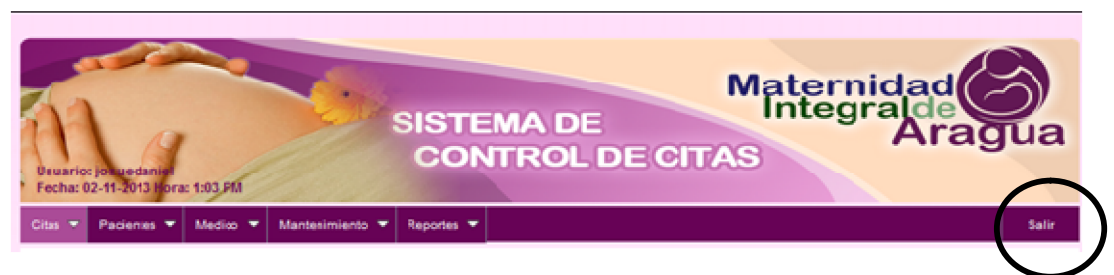 Maternidad
Integral de
Aragua
SISTEMA DE
CONTROL DE CITAS
Usuario: josuedaniel
Fecha: 02-11-2013 Hora: 1:03 PM
Citas Pacientes Medico Mantenimiento Reportes Salir